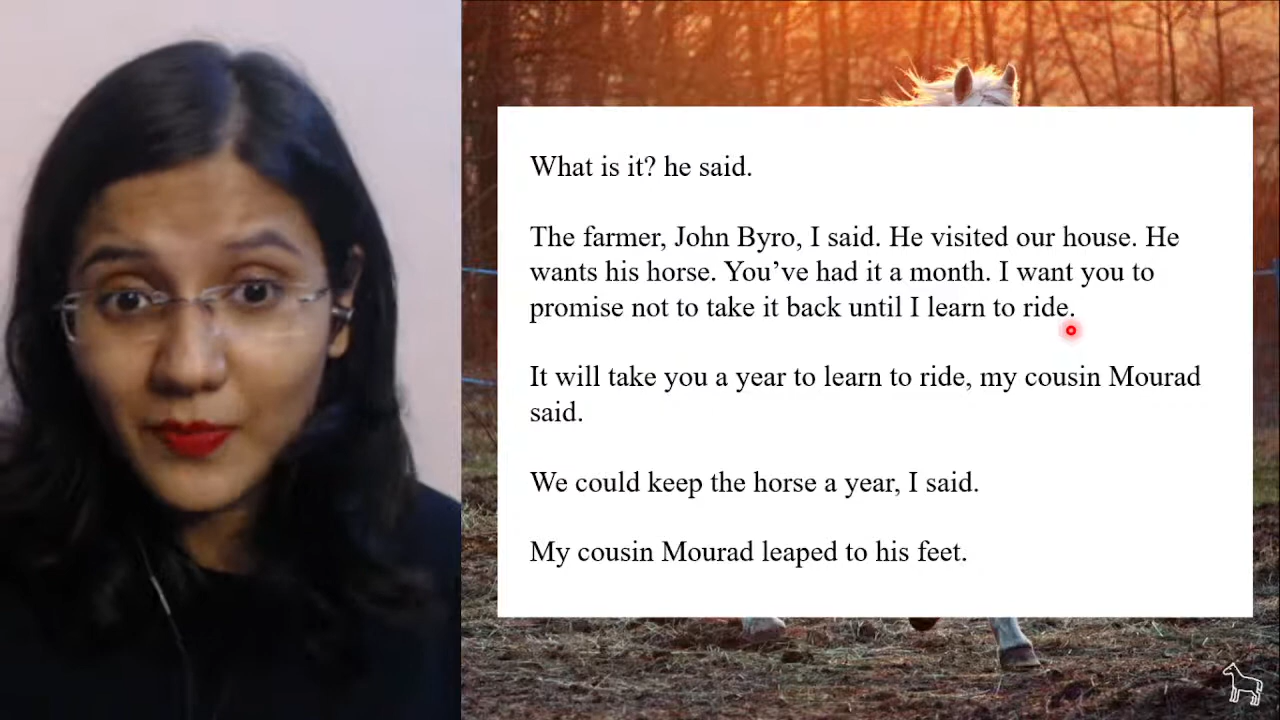 What is it? he said.
The farmer, John Byro, I said. He visited our house. He
wants his horse. You’ve had it a month. I want you to
promise not to take it back until I learn to ride.
It will take you a year to learn to ride, my cousin Mourad
said.
We could keep the horse a year, I said.
My cousin Mourad leaped to his feet.